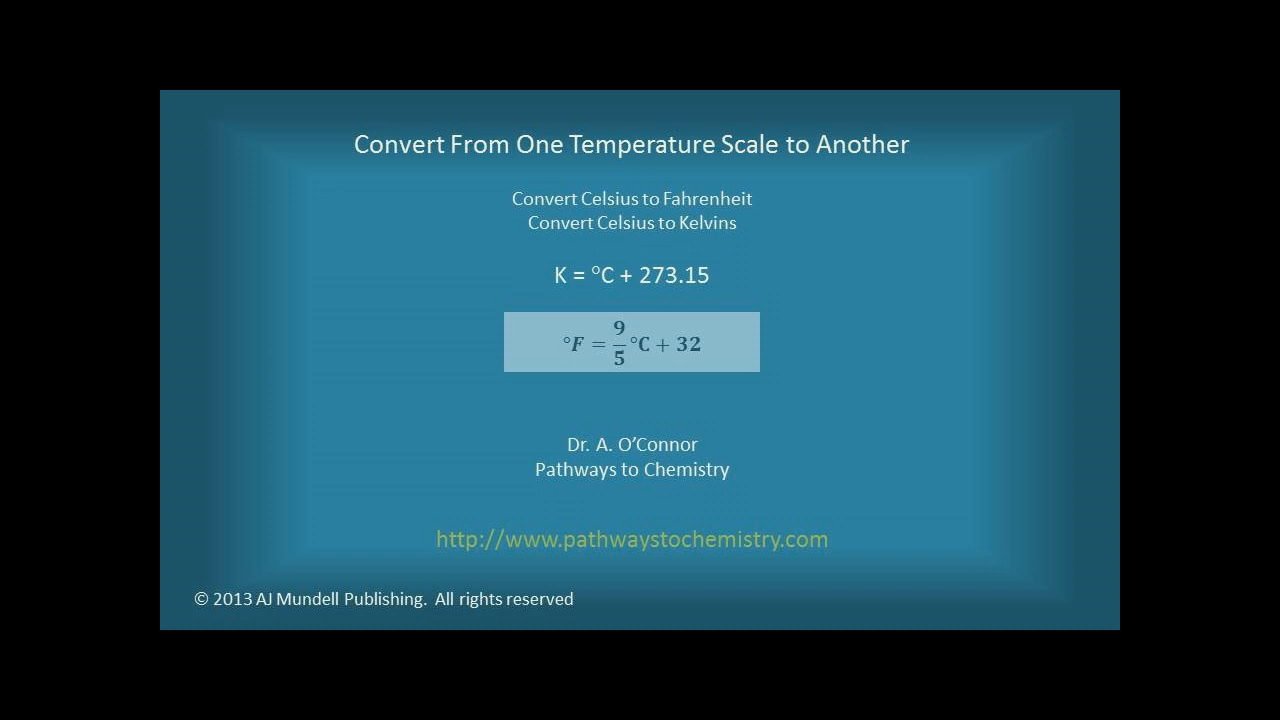 Convert From One Temperature Scale to Another
Convert Celsius to Fahrenheit
Convert Celsius to Kelvins
K = °C + 273.15
°F = 9/5 °C + 32
Dr. A. O’Connor
Pathways to Chemistry
http://www.pathwaystochemistry.com
© 2013 AJ Mundell Publishing.  All rights reserved